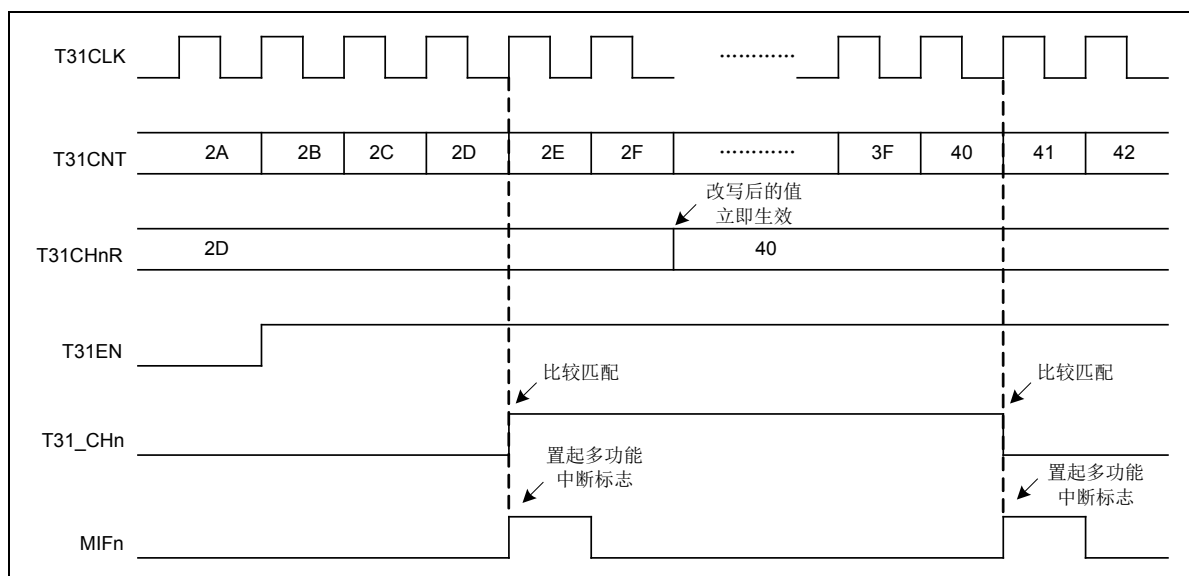 T31CLK
…………
T31CNT
2A 2B 2C 2D 2E 2F ………… 3F 40 41 42
改写后的值
立即生效
T31CHnR
2D 40
T31EN
比较匹配 比较匹配
T31_CHn
置起多功能
中断标志
置起多功能
中断标志
MIFn